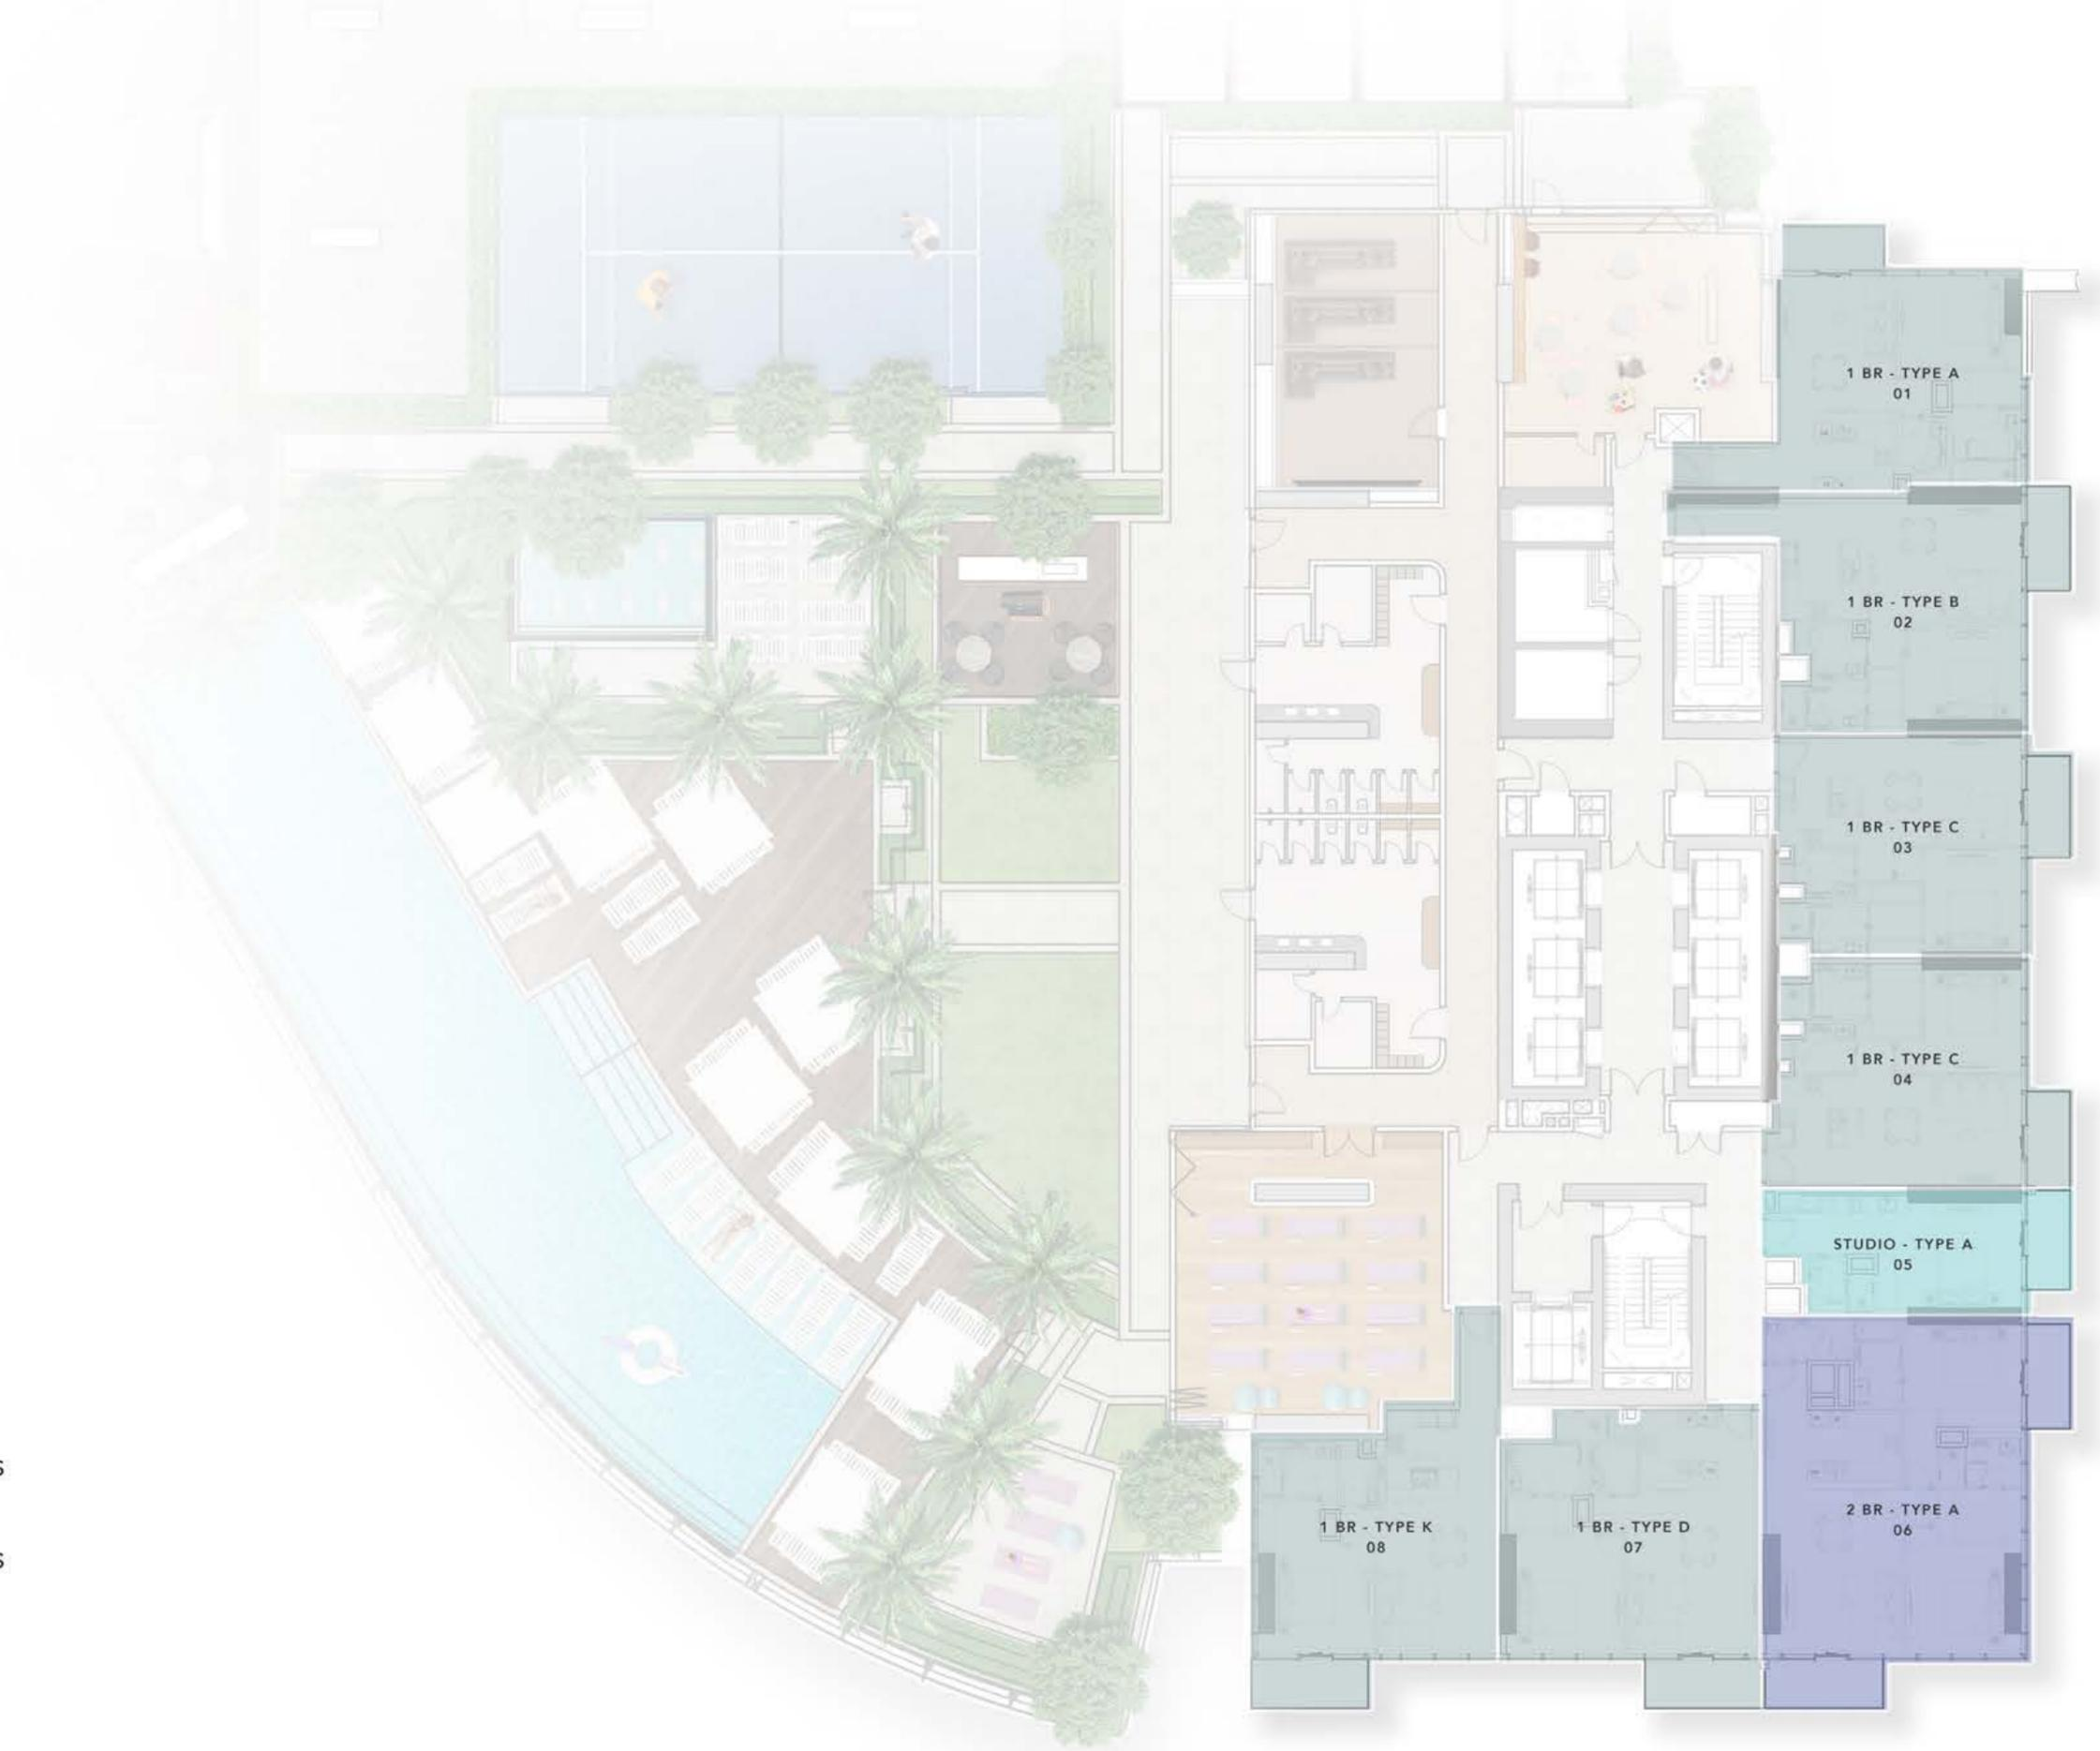 1 BR - TYPE A
01
1 BR - TYPE B
02
1 BR - TYPE C
03
1 BR - TYPE C
04
STUDIO - TYPE A
05
2 BR - TYPE A
06
1 BR - TYPE K
08
1 BR - TYPE D
07
S
S